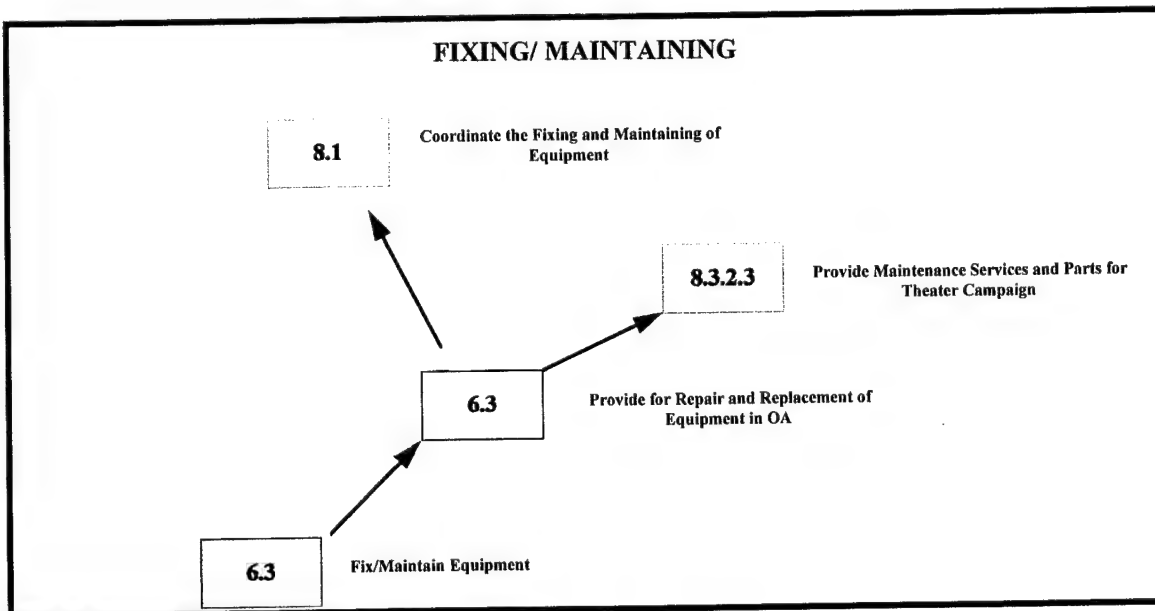 FIXING/ MAINTAINING
8.1
Coordinate the Fixing and Maintaining of
Equipment
8.3.2.3
Provide Maintenance Services and Parts for
Theater Campaign
6.3
Provide for Repair and Replacement of
Equipment in OA
6.3
Fix/Maintain Equipment